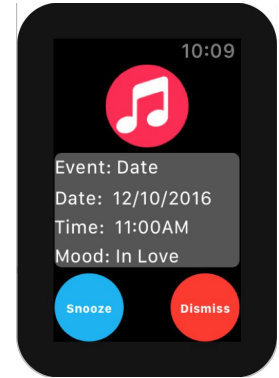 10:09
Event: Date
Date: 12/10/2016
Time: 11:00AM
Mood: In Love
Snooze Dismiss